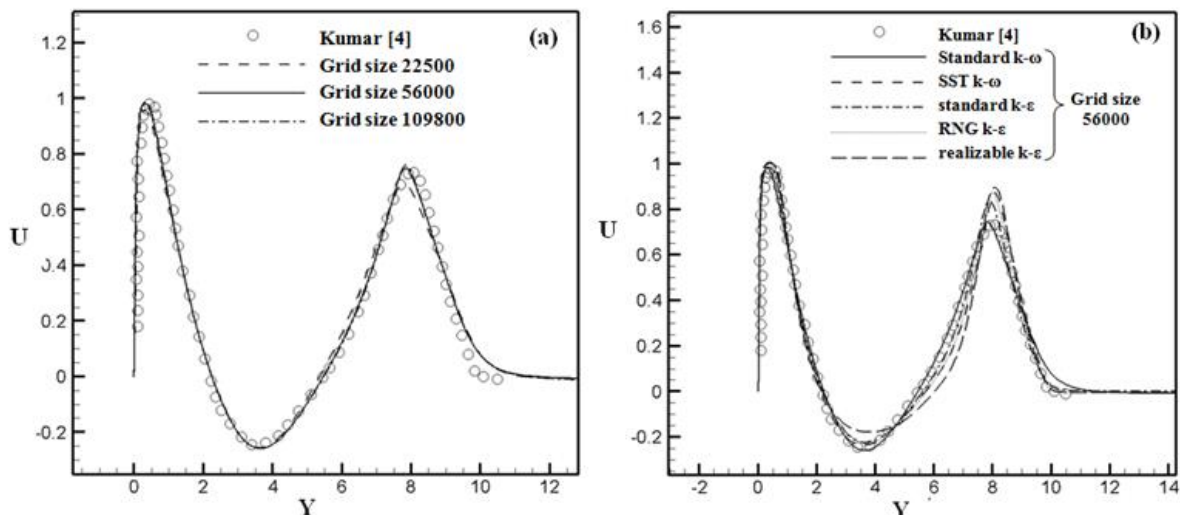 (a)
Kumar [4]
Grid size 22500
Grid size 56000
Grid size 109800
1.2
1
0.8
0.6
U
0.4
0.2
0
-0.2
0 2 4 6 8 10 12
Y
(b)
Kumar [4]
Standard k-ω
SST k-ω
standard k-ε
RNG k-ε
realizable k-ε
Grid size
56000
1.6
1.4
1.2
1
0.8
U
0.6
0.4
0.2
0
-0.2
-2 0 2 4 6 8 10 12 14
Y